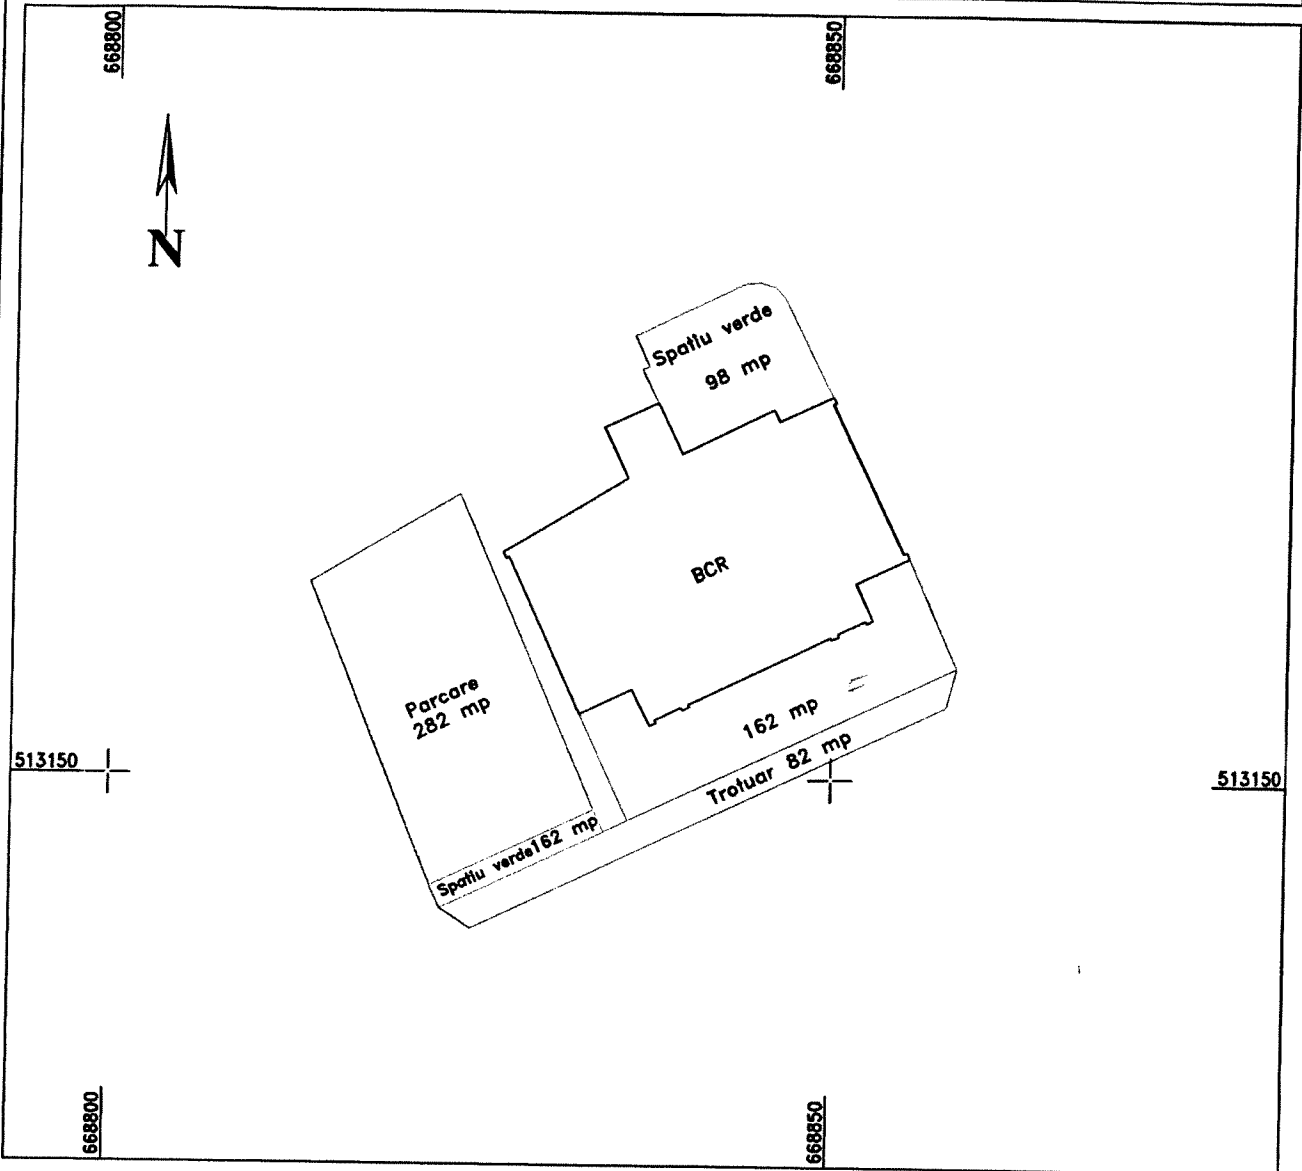 668800
668850
N
Spatiu verde
98 mp
BCR
Parcare
282 mp
162 mp
Trotuar 82 mp
513150
513150
Spatiu verde162 mp
668800
668850